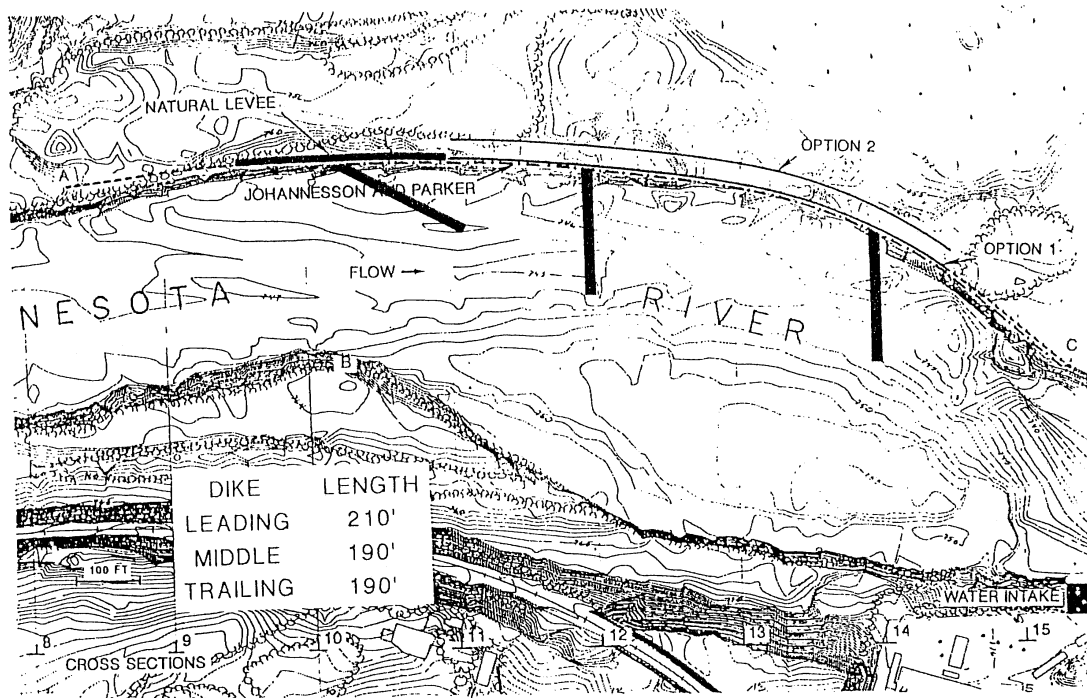 NATURAL LEVEE
OPTION 2
A
JOHANNESSON AND PARKER
OPTION 1
FLOW →
NESOTA
RIVER
C
B
DIKE LENGTH
LEADING 210'
MIDDLE 190'
TRAILING 190'
100 FT
WATER INTAKE
8 9 10 11 12 13 14 15
CROSS SECTIONS